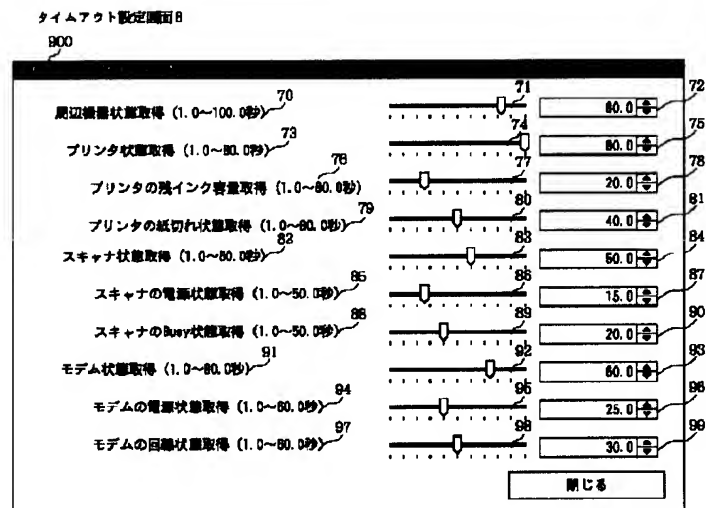 タイムアウト設定画面8
900
周辺機器状態取得 (1.0～100.0秒) 70 71 80.0 72
プリンタ状態取得 (1.0～80.0秒) 73 74 80.0 75
プリンタの残インク容量取得 (1.0～80.0秒) 76 77 20.0 78
プリンタの紙切れ状態取得 (1.0～80.0秒) 79 80 40.0 81
スキャナ状態取得 (1.0～80.0秒) 82 83 50.0 84
スキャナの電源状態取得 (1.0～50.0秒) 85 86 15.0 87
スキャナのBusy状態取得 (1.0～50.0秒) 88 89 20.0 90
モデム状態取得 (1.0～80.0秒) 91 92 60.0 93
モデムの電源状態取得 (1.0～60.0秒) 94 95 25.0 96
モデムの回線状態取得 (1.0～60.0秒) 97 98 30.0 99
閉じる